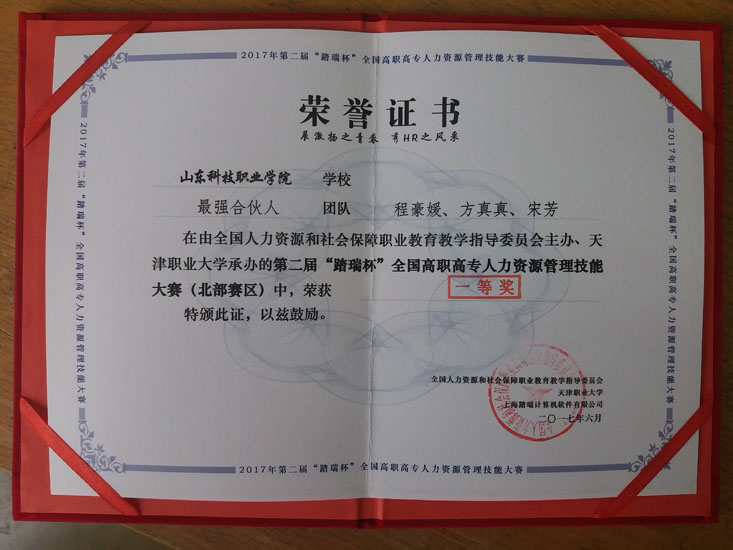 2017年第二届“踏瑞杯”全国高职高专人力资源管理技能大赛
2017年第二届“踏瑞杯”全国高职高专人力资源管理技能大赛
2017年第二届“踏瑞杯”全国高职高专人力资源管理技能大赛
荣誉证书
展激扬之青春 秀HR之风采
山东科技职业学院 学校
最强合伙人 团队 程豪媛、方真真、宋芳
在由全国人力资源和社会保障职业教育教学指导委员会主办、天
津职业大学承办的第二届“踏瑞杯”全国高职高专人力资源管理技能
大赛（北部赛区）中，荣获 一等奖
特颁此证，以兹鼓励。
全国人力资源和社会保障职业教育教学指导委员会
天津职业大学
上海踏瑞计算机软件有限公司
二〇一七年六月
2017年第二届“踏瑞杯”全国高职高专人力资源管理技能大赛